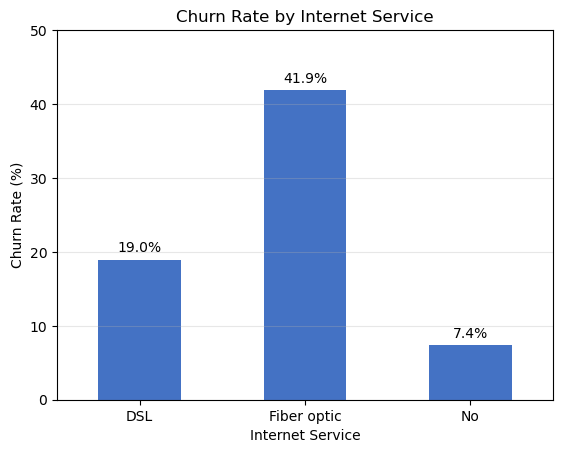 Churn Rate by Internet Service
Churn Rate (%)
50
40
30
20
10
0
19.0%
41.9%
7.4%
DSL
Fiber optic
No
Internet Service